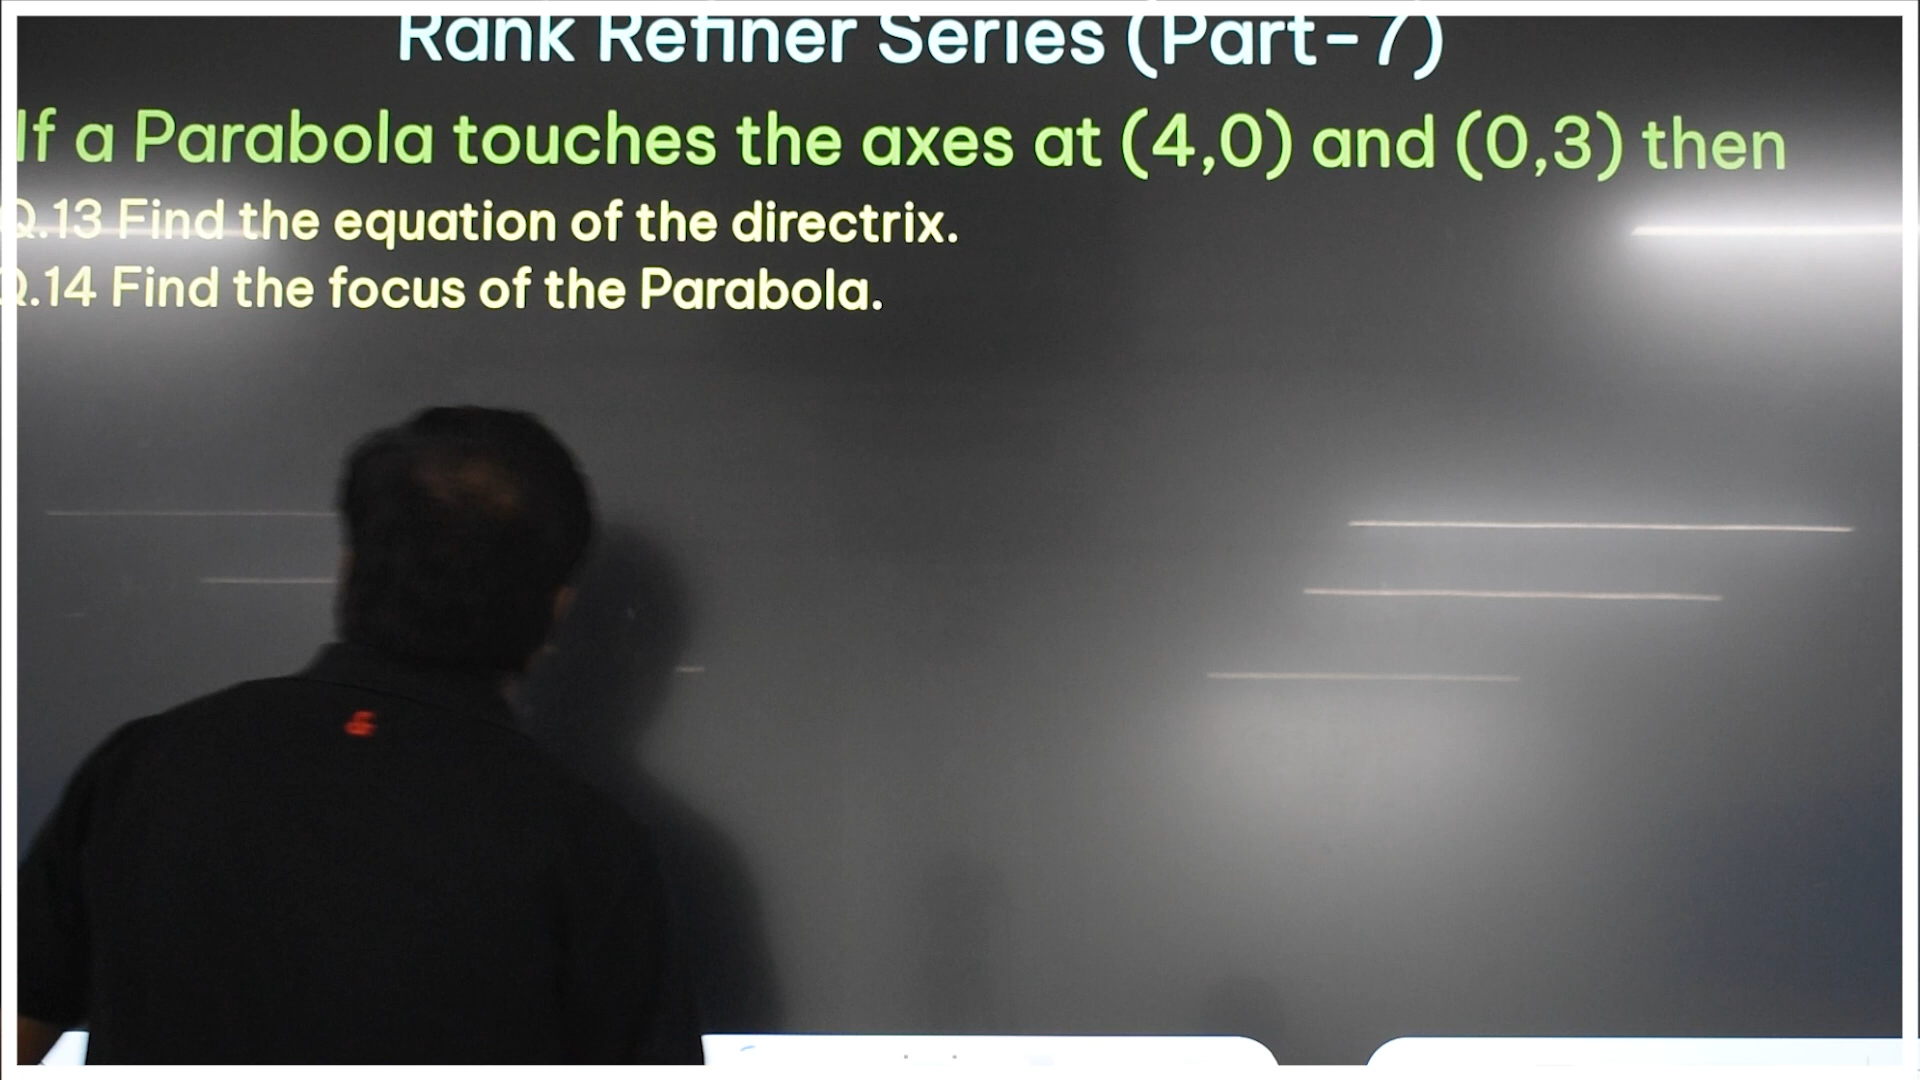 Rank Refiner Series (Part-7)
If a Parabola touches the axes at (4,0) and (0,3) then
Q.13 Find the equation of the directrix.
Q.14 Find the focus of the Parabola.